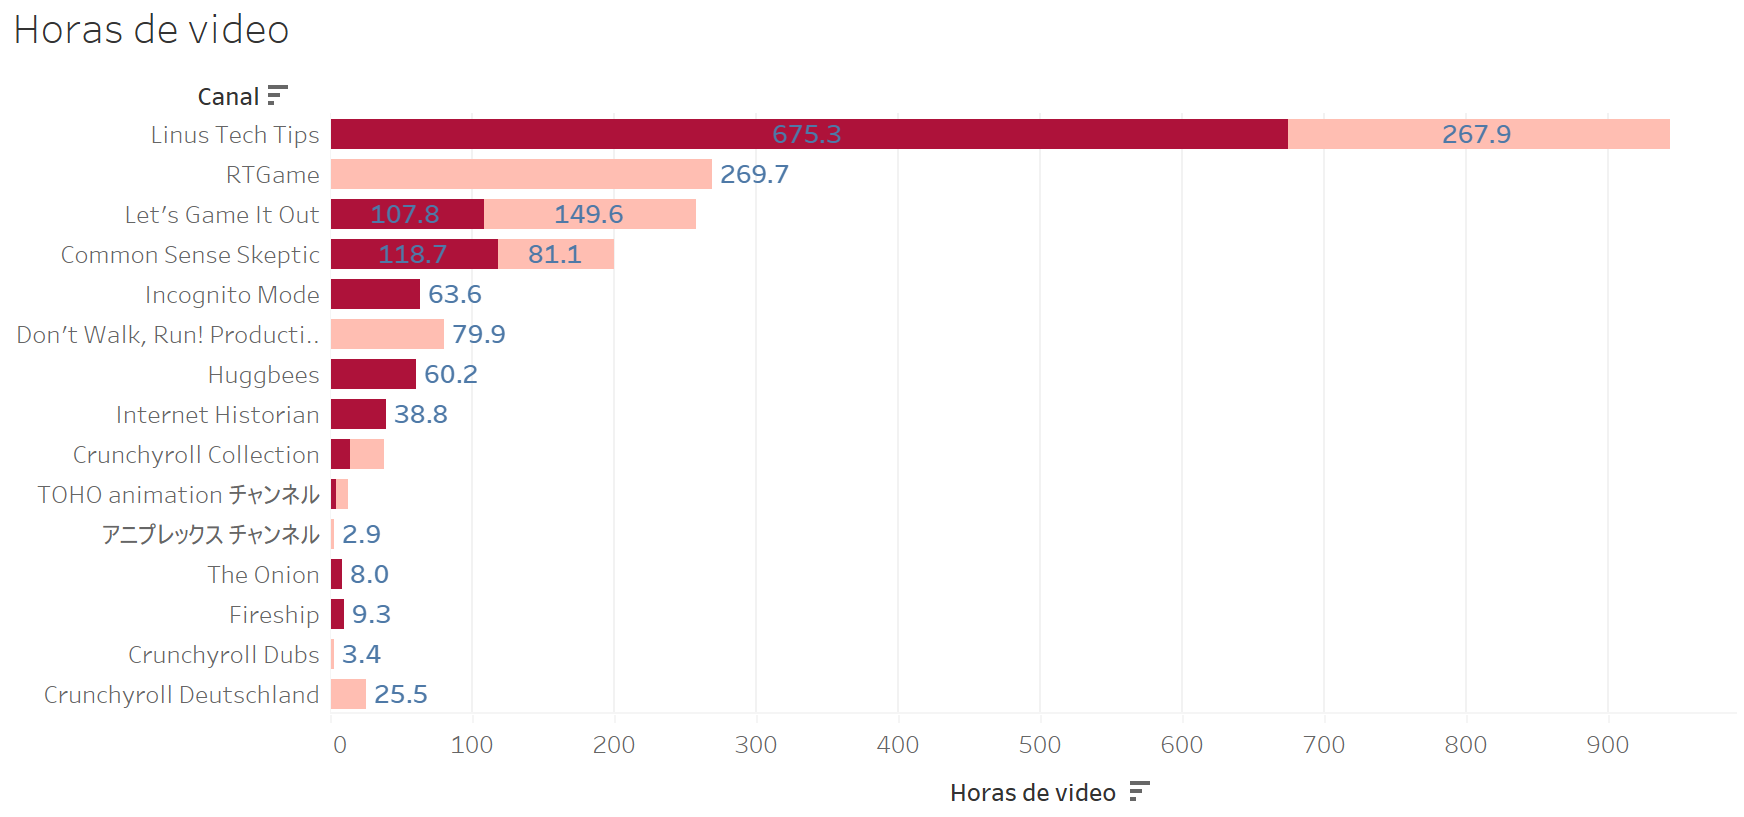 Horas de video
Canal
Linus Tech Tips 675.3 267.9
RTGame 269.7
Let's Game It Out 107.8 149.6
Common Sense Skeptic 118.7 81.1
Incognito Mode 63.6
Don't Walk, Run! Producti.. 79.9
Huggbees 60.2
Internet Historian 38.8
Crunchyroll Collection
TOHO animation チャンネル
アニプレックス チャンネル 2.9
The Onion 8.0
Fireship 9.3
Crunchyroll Dubs 3.4
Crunchyroll Deutschland 25.5
0 100 200 300 400 500 600 700 800 900
Horas de video